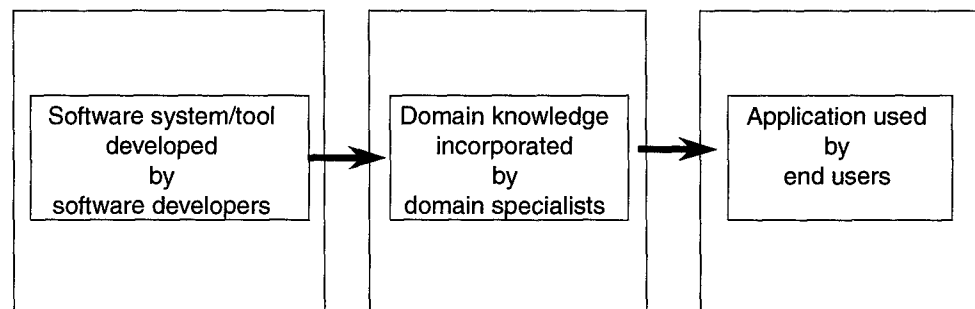 Software system/tool
developed
by
software developers
Domain knowledge
incorporated
by
domain specialists
Application used
by
end users